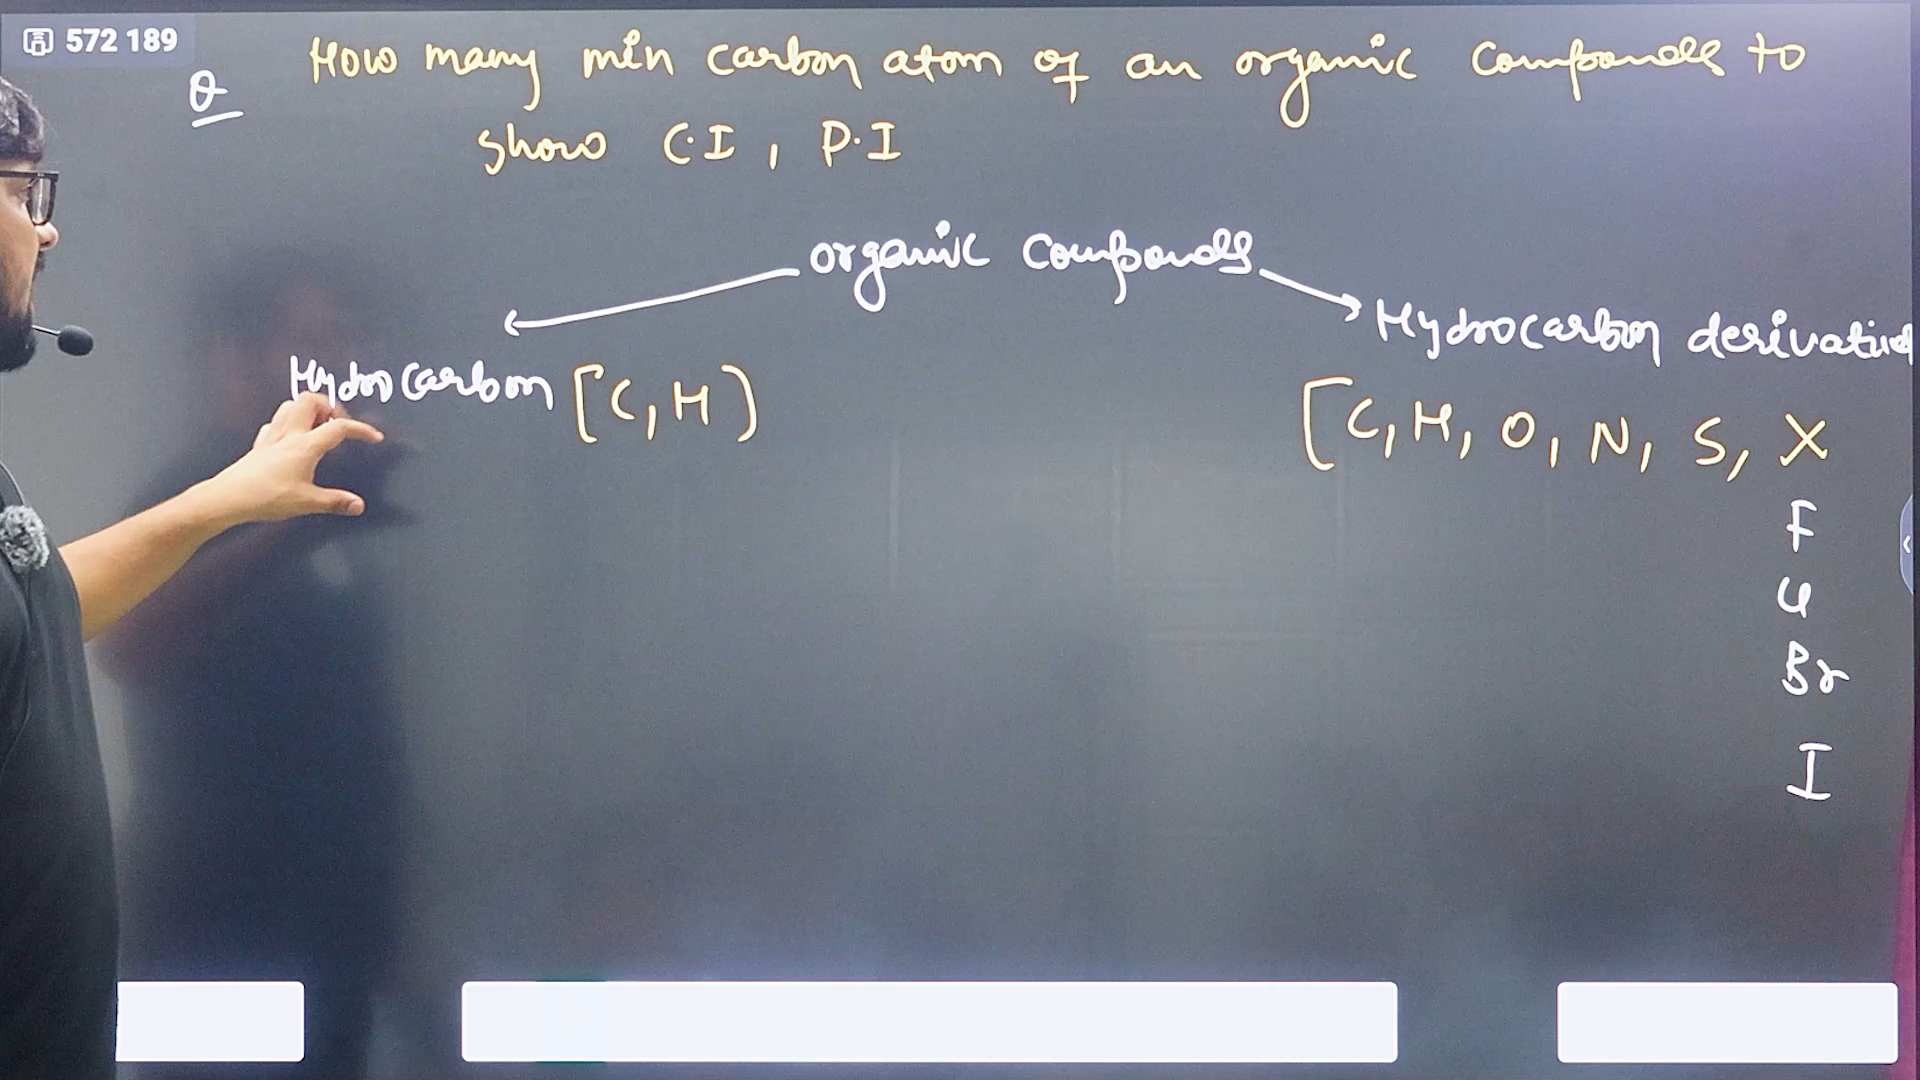 572 189
Q How many min carbon atom of an organic compounds to
show C.I, P.I
organic compounds
Hydrocarbon derivative
Hydrocarbon [C, H)
[C, H, O, N, S, X
F
Cl
Br
I